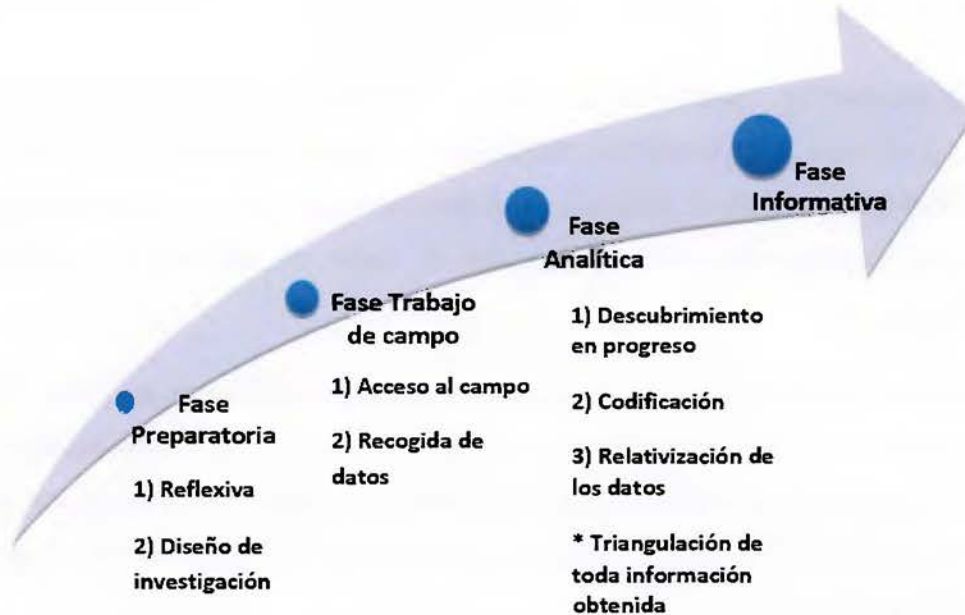 Fase
Preparatoria
1) Reflexiva
2) Diseño de
investigación
Fase Trabajo
de campo
1) Acceso al campo
2) Recogida de
datos
Fase
Analítica
1) Descubrimiento
en progreso
2) Codificación
3) Relativización de
los datos
* Triangulación de
toda información
obtenida
Fase
Informativa